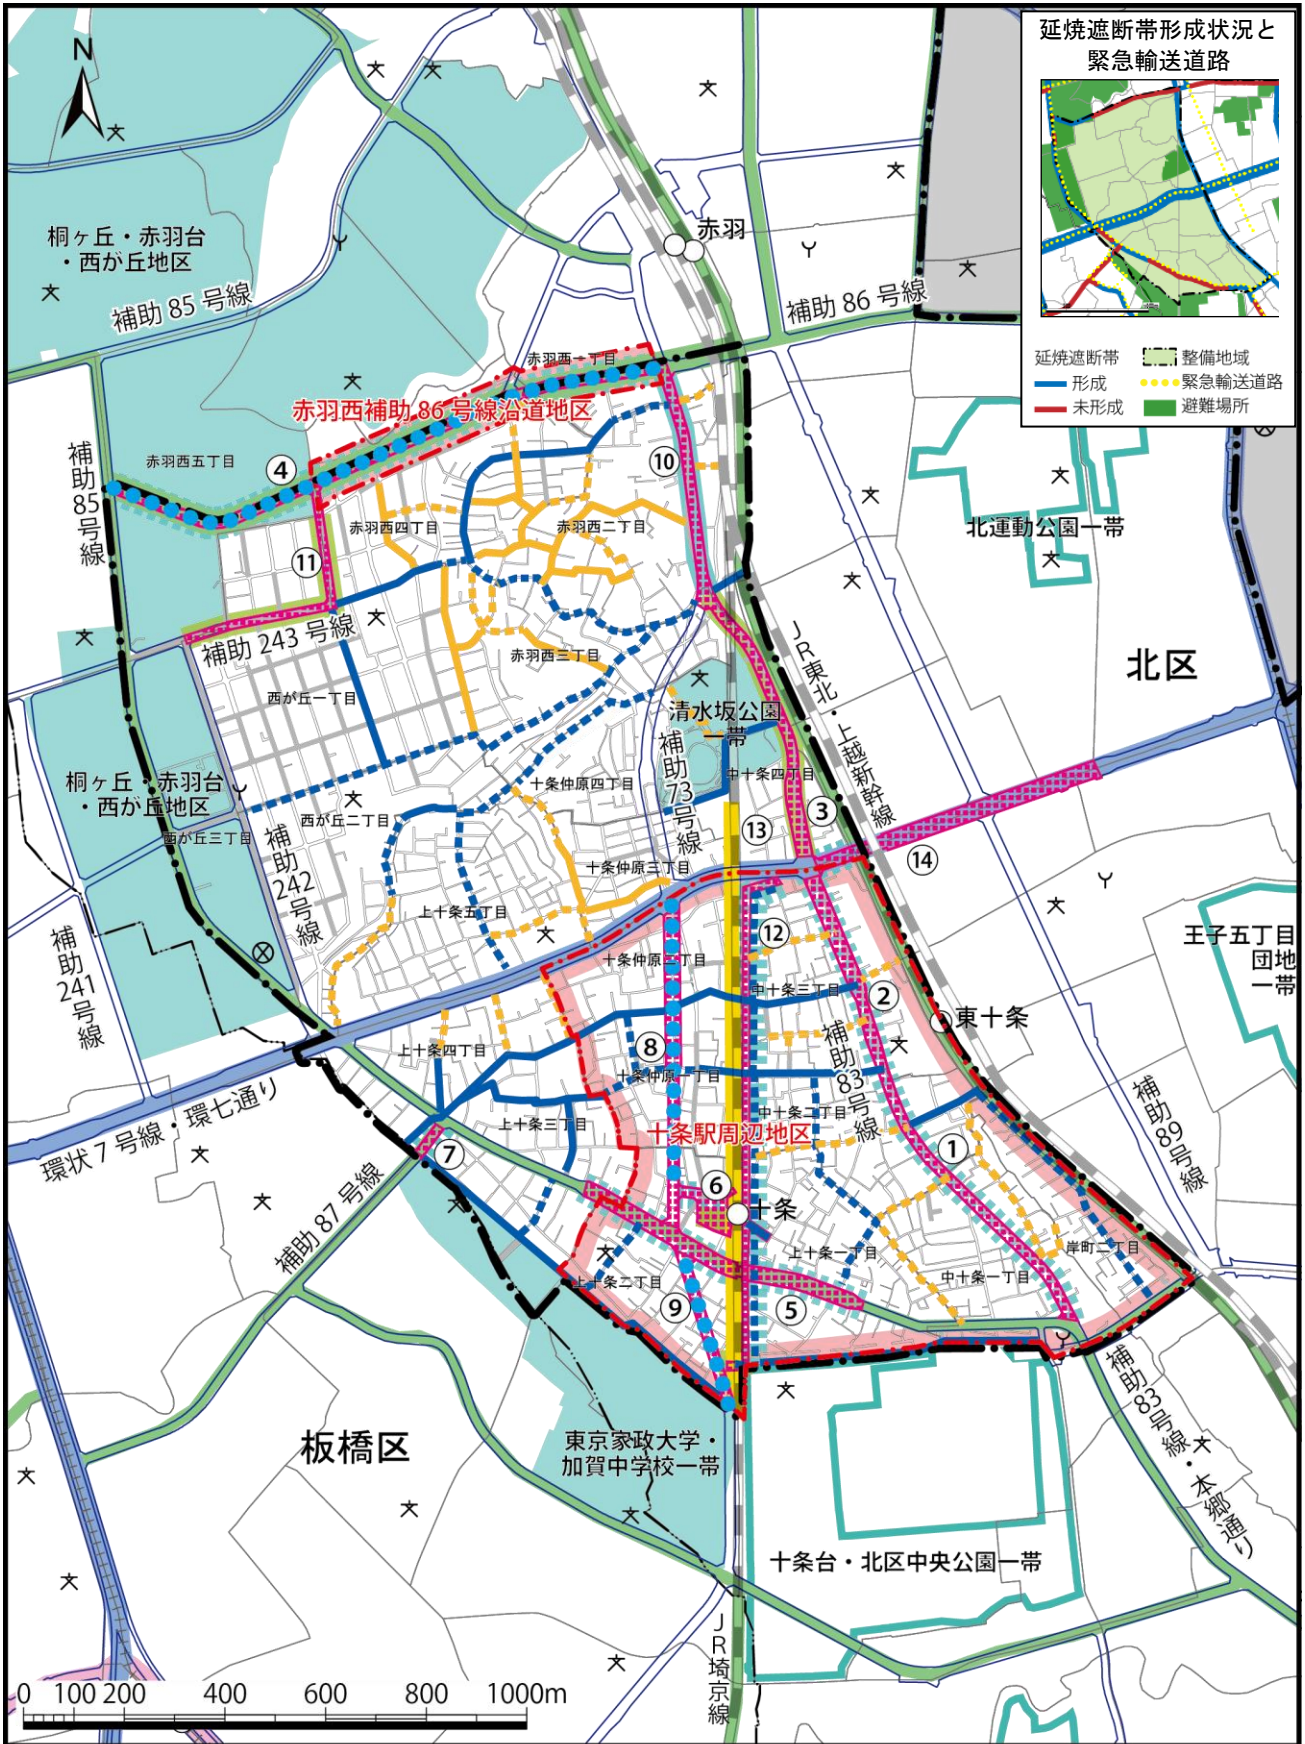 延焼遮断帯形成状況と
緊急輸送道路
延焼遮断帯
形成
未形成
整備地域
緊急輸送道路
避難場所
N
桐ヶ丘・赤羽台
・西が丘地区
補助 85 号線
赤羽
補助 86 号線
赤羽西一丁目
赤羽西補助 86 号線沿道地区
補助85号線
赤羽西五丁目
④
⑩
赤羽西四丁目
赤羽西二丁目
北運動公園一帯
⑪
補助 243 号線
赤羽西三丁目
JR東北・上越新幹線
北区
西が丘一丁目
清水坂公園
一帯
補助73号線
中十条四丁目
桐ヶ丘・赤羽台
・西が丘地区
十条仲原四丁目
西が丘二丁目
西が丘三丁目
補助242号線
③
⑬
⑭
十条仲原三丁目
上十条五丁目
⑫
補助241号線
王子五丁目
団地
一帯
十条仲原二丁目
中十条三丁目
②
東十条
補助83号線
上十条四丁目
⑧
十条仲原一丁目
環状 7 号線・環七通り
中十条二丁目
上十条三丁目
十条駅周辺地区
①
補助89号線
⑦
補助 87 号線
⑥
十条
上十条一丁目
岸町二丁目
上十条二丁目
中十条一丁目
⑨
⑤
補助83号線・本郷通り
板橋区
東京家政大学・
加賀中学校一帯
十条台・北区中央公園一帯
JR埼京線
0 100 200 400 600 800 1000m